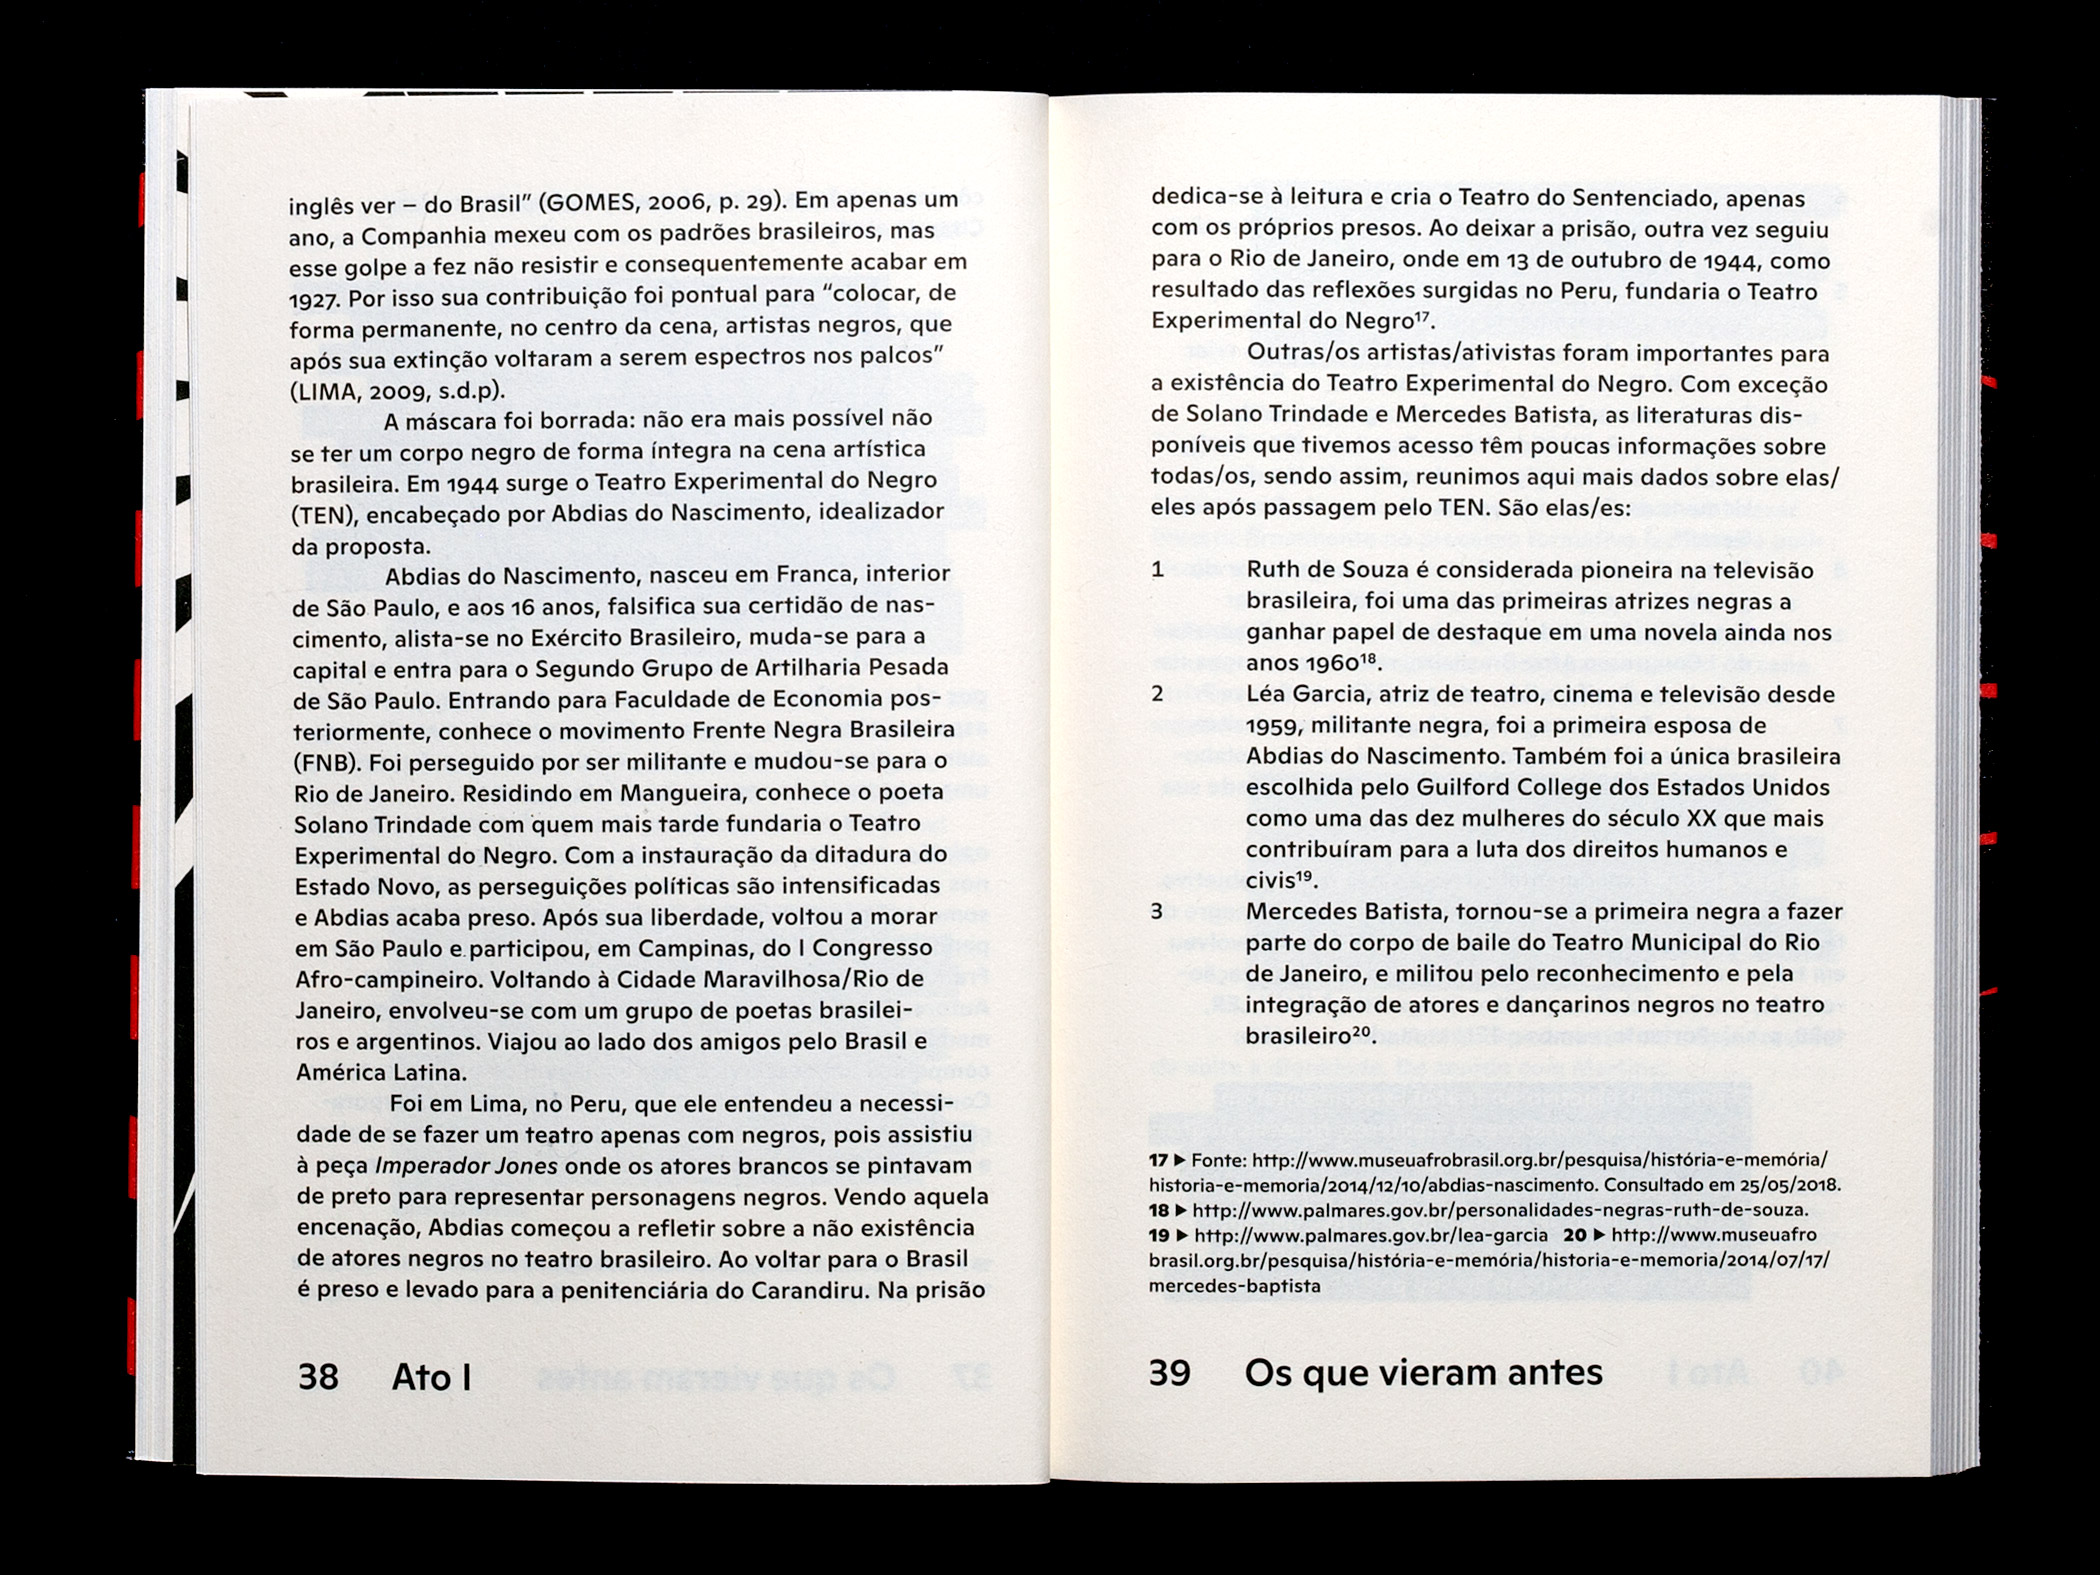 inglês ver – do Brasil” (GOMES, 2006, p. 29). Em apenas um
ano, a Companhia mexeu com os padrões brasileiros, mas
esse golpe a fez não resistir e consequentemente acabar em
1927. Por isso sua contribuição foi pontual para “colocar, de
forma permanente, no centro da cena, artistas negros, que
após sua extinção voltaram a serem espectros nos palcos”
(LIMA, 2009, s.d.p).
A máscara foi borrada: não era mais possível não
se ter um corpo negro de forma íntegra na cena artística
brasileira. Em 1944 surge o Teatro Experimental do Negro
(TEN), encabeçado por Abdias do Nascimento, idealizador
da proposta.
Abdias do Nascimento, nasceu em Franca, interior
de São Paulo, e aos 16 anos, falsifica sua certidão de nas-
cimento, alista-se no Exército Brasileiro, muda-se para a
capital e entra para o Segundo Grupo de Artilharia Pesada
de São Paulo. Entrando para Faculdade de Economia pos-
teriormente, conhece o movimento Frente Negra Brasileira
(FNB). Foi perseguido por ser militante e mudou-se para o
Rio de Janeiro. Residindo em Mangueira, conhece o poeta
Solano Trindade com quem mais tarde fundaria o Teatro
Experimental do Negro. Com a instauração da ditadura do
Estado Novo, as perseguições políticas são intensificadas
e Abdias acaba preso. Após sua liberdade, voltou a morar
em São Paulo e participou, em Campinas, do I Congresso
Afro-campineiro. Voltando à Cidade Maravilhosa/Rio de
Janeiro, envolveu-se com um grupo de poetas brasilei-
ros e argentinos. Viajou ao lado dos amigos pelo Brasil e
América Latina.
Foi em Lima, no Peru, que ele entendeu a necessi-
dade de se fazer um teatro apenas com negros, pois assistiu
à peça Imperador Jones onde os atores brancos se pintavam
de preto para representar personagens negros. Vendo aquela
encenação, Abdias começou a refletir sobre a não existência
de atores negros no teatro brasileiro. Ao voltar para o Brasil
é preso e levado para a penitenciária do Carandiru. Na prisão
38 Ato I
dedica-se à leitura e cria o Teatro do Sentenciado, apenas
com os próprios presos. Ao deixar a prisão, outra vez seguiu
para o Rio de Janeiro, onde em 13 de outubro de 1944, como
resultado das reflexões surgidas no Peru, fundaria o Teatro
Experimental do Negro¹⁷.
Outras/os artistas/ativistas foram importantes para
a existência do Teatro Experimental do Negro. Com exceção
de Solano Trindade e Mercedes Batista, as literaturas dis-
poníveis que tivemos acesso têm poucas informações sobre
todas/os, sendo assim, reunimos aqui mais dados sobre elas/
eles após passagem pelo TEN. São elas/es:
1 Ruth de Souza é considerada pioneira na televisão
brasileira, foi uma das primeiras atrizes negras a
ganhar papel de destaque em uma novela ainda nos
anos 1960¹⁸.
2 Léa Garcia, atriz de teatro, cinema e televisão desde
1959, militante negra, foi a primeira esposa de
Abdias do Nascimento. Também foi a única brasileira
escolhida pelo Guilford College dos Estados Unidos
como uma das dez mulheres do século XX que mais
contribuíram para a luta dos direitos humanos e
civis¹⁹.
3 Mercedes Batista, tornou-se a primeira negra a fazer
parte do corpo de baile do Teatro Municipal do Rio
de Janeiro, e militou pelo reconhecimento e pela
integração de atores e dançarinos negros no teatro
brasileiro²⁰.
17 ▶ Fonte: http://www.museuafrobrasil.org.br/pesquisa/história-e-memória/
historia-e-memoria/2014/12/10/abdias-nascimento. Consultado em 25/05/2018.
18 ▶ http://www.palmares.gov.br/personalidades-negras-ruth-de-souza.
19 ▶ http://www.palmares.gov.br/lea-garcia 20 ▶ http://www.museuafro
brasil.org.br/pesquisa/história-e-memória/historia-e-memoria/2014/07/17/
mercedes-baptista
39 Os que vieram antes